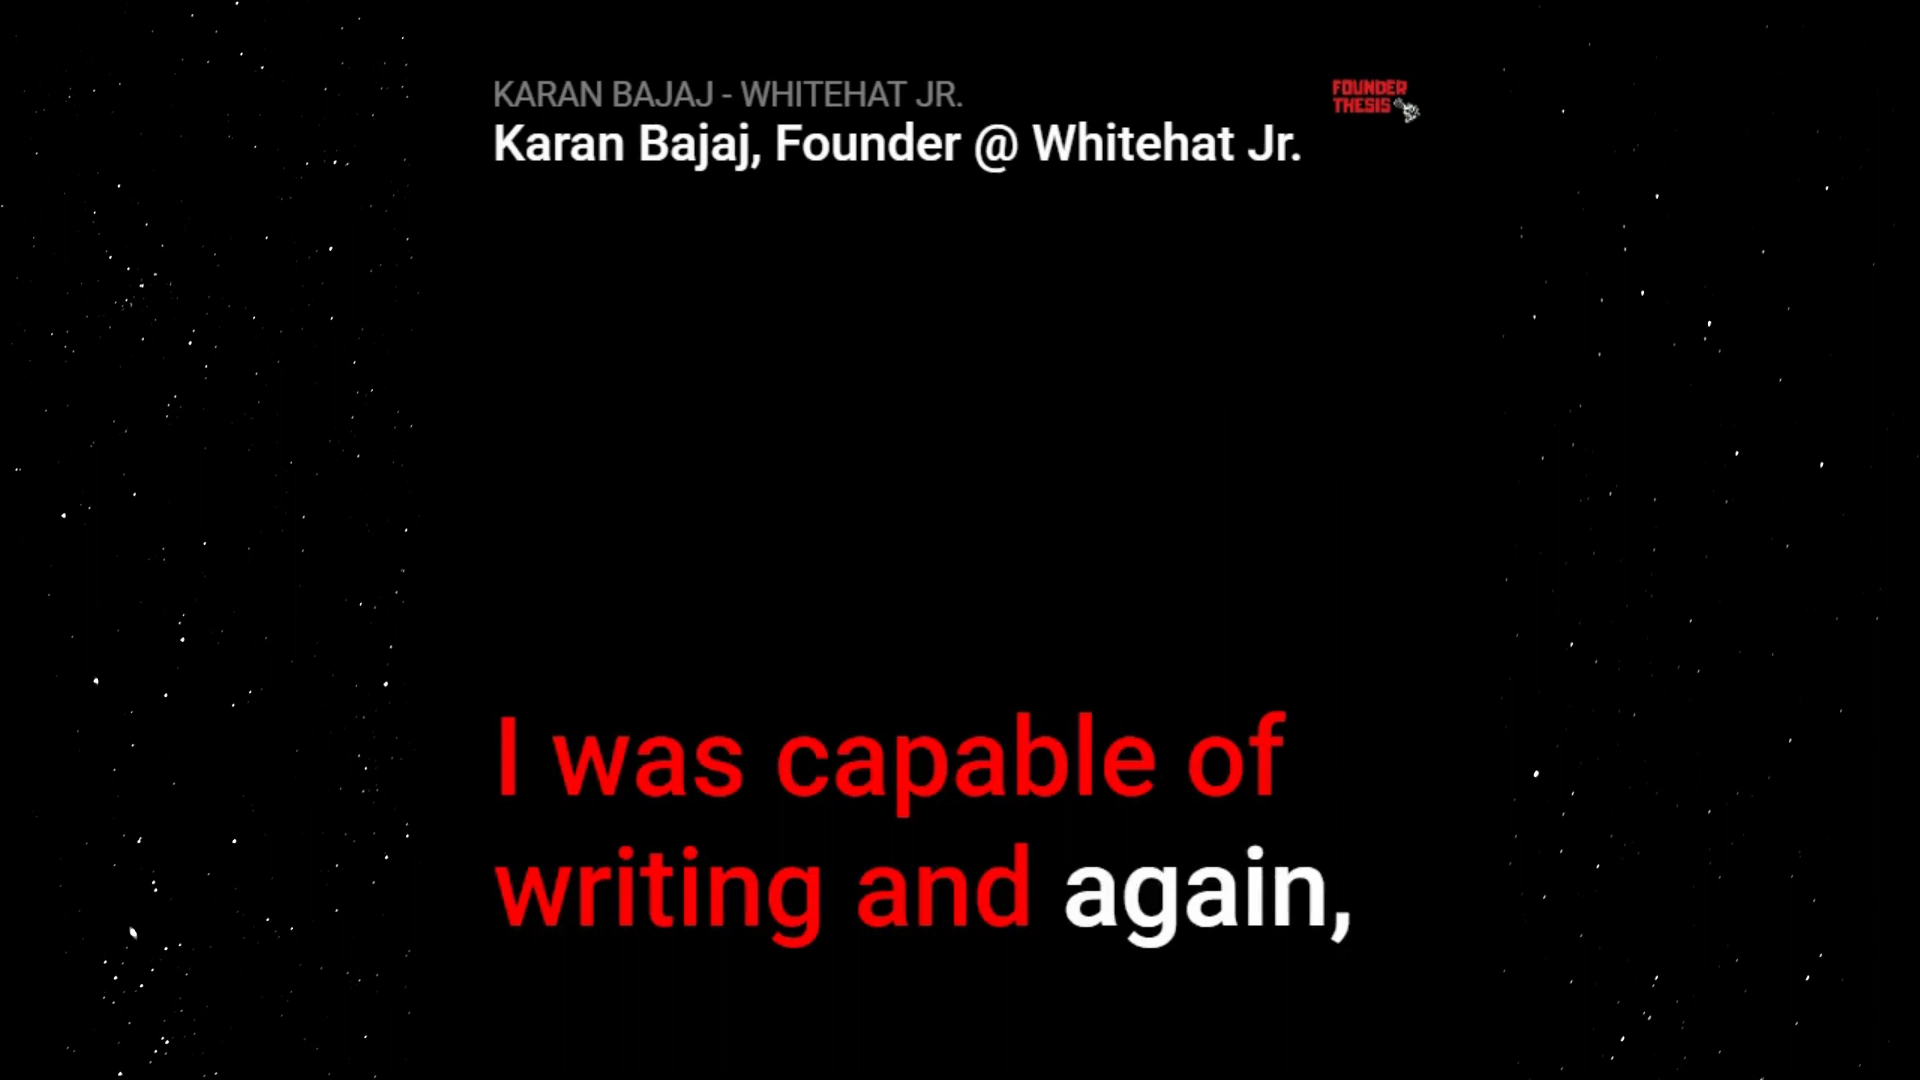 KARAN BAJAJ - WHITEHAT JR.
Karan Bajaj, Founder @ Whitehat Jr.
FOUNDER
THESIS
I was capable of
writing and again,